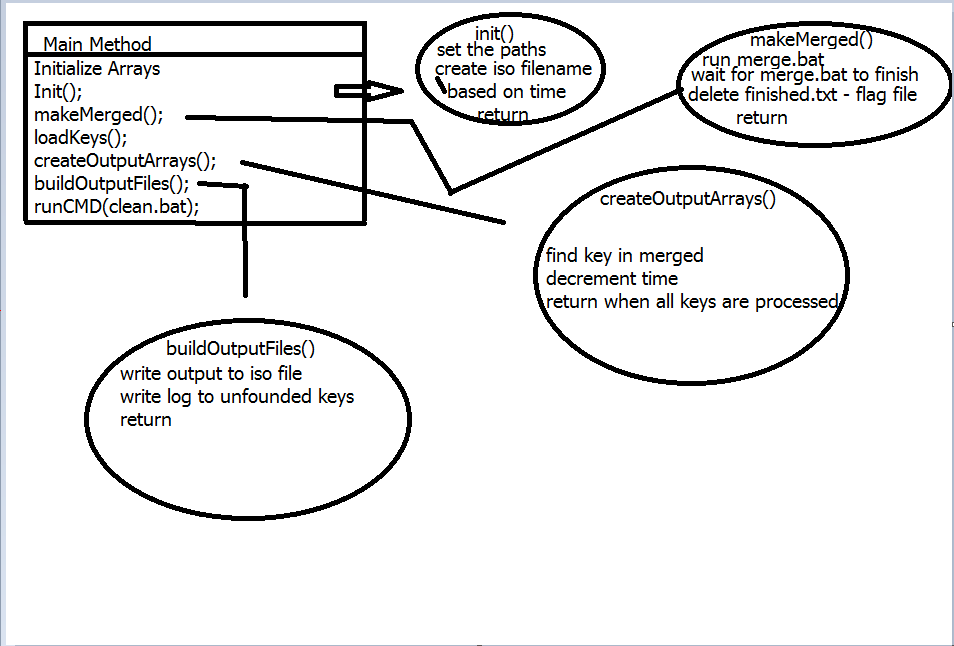 Main Method
Initialize Arrays
Init();
makeMerged();
loadKeys();
createOutputArrays();
buildOutputFiles();
runCMD(clean.bat);
init()
set the paths
create iso filename
based on time
return
makeMerged()
run merge.bat
wait for merge.bat to finish
delete finished.txt - flag file
return
createOutputArrays()
find key in merged
decrement time
return when all keys are processed
buildOutputFiles()
write output to iso file
write log to unfounded keys
return